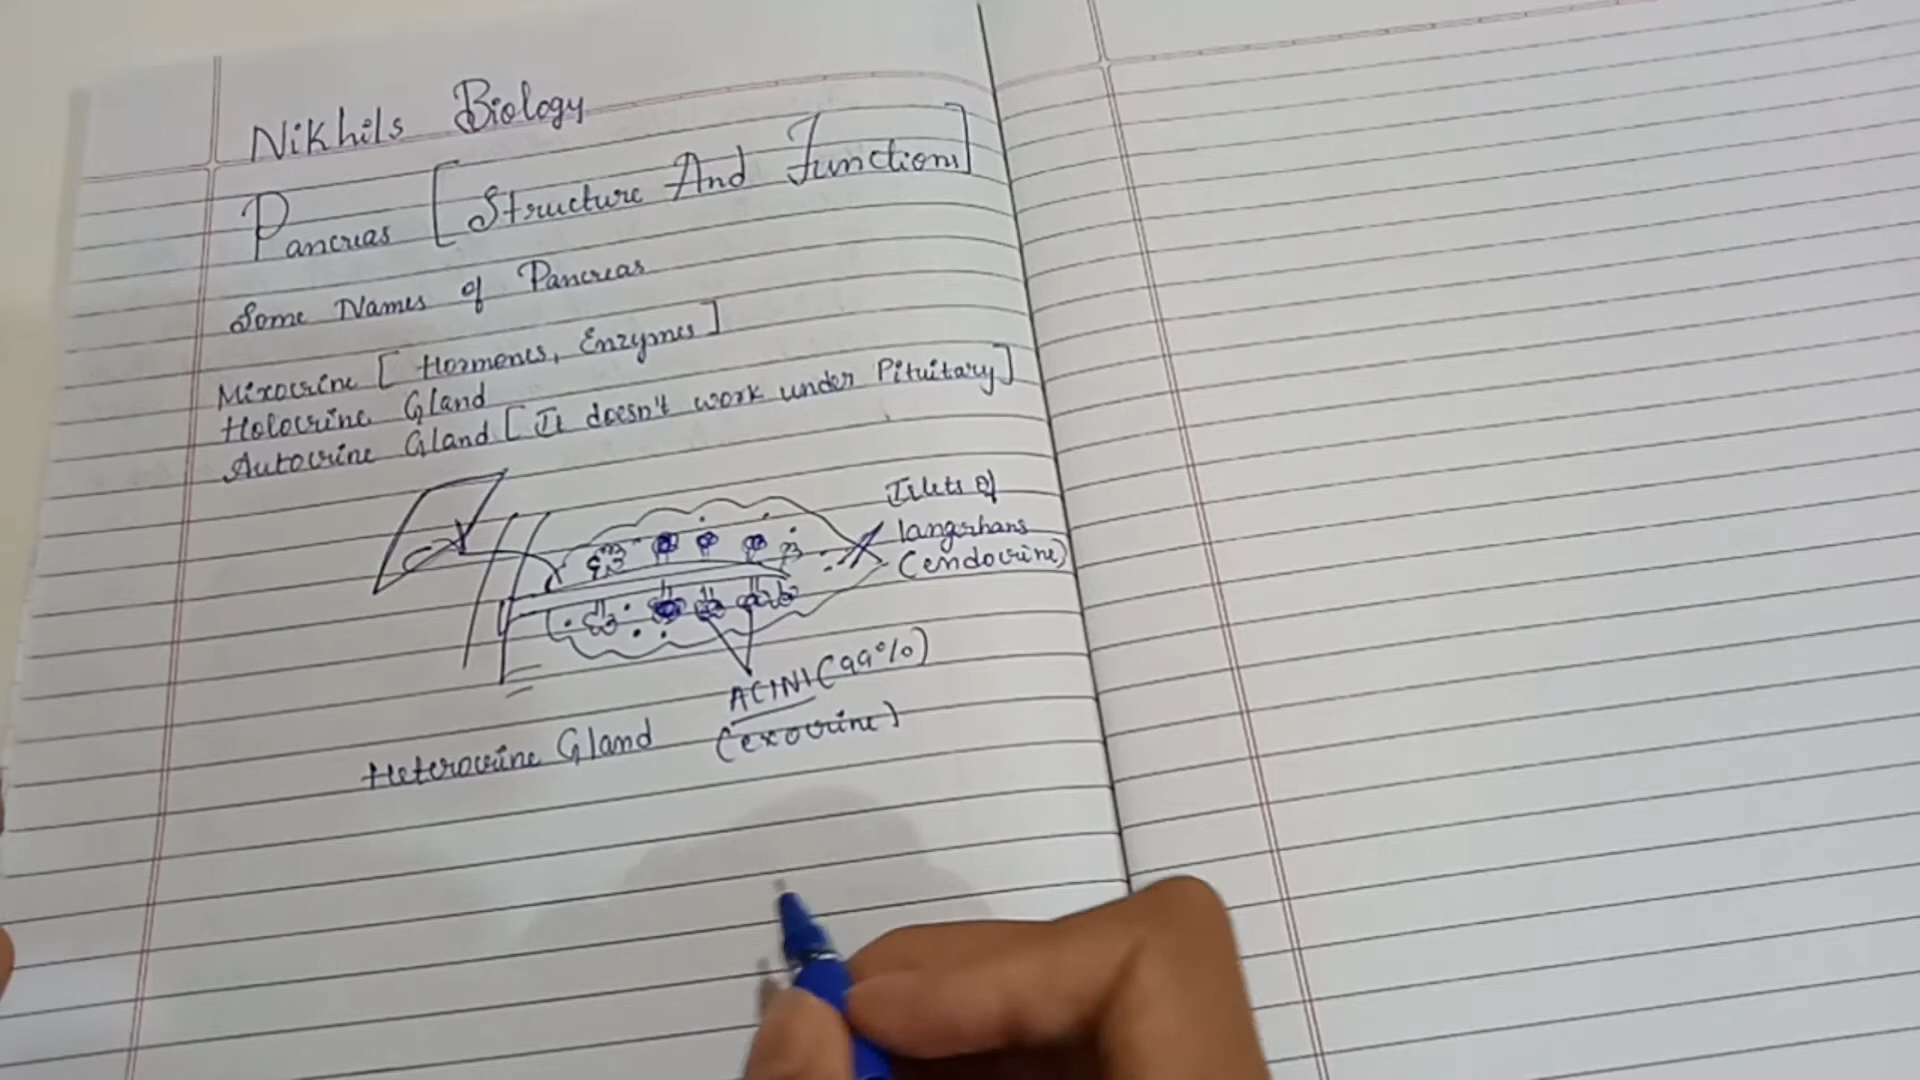 Nikhils Biology
Pancreas [Structure And Function]
Some Names of Pancreas
Mixocrine [Hormones, Enzymes]
Holocrine Gland
Autocrine Gland [It doesn't work under Pituitary]
Islets of
langerhans
(endocrine)
ACINI (99%)
(exocrine)
Heterocrine Gland